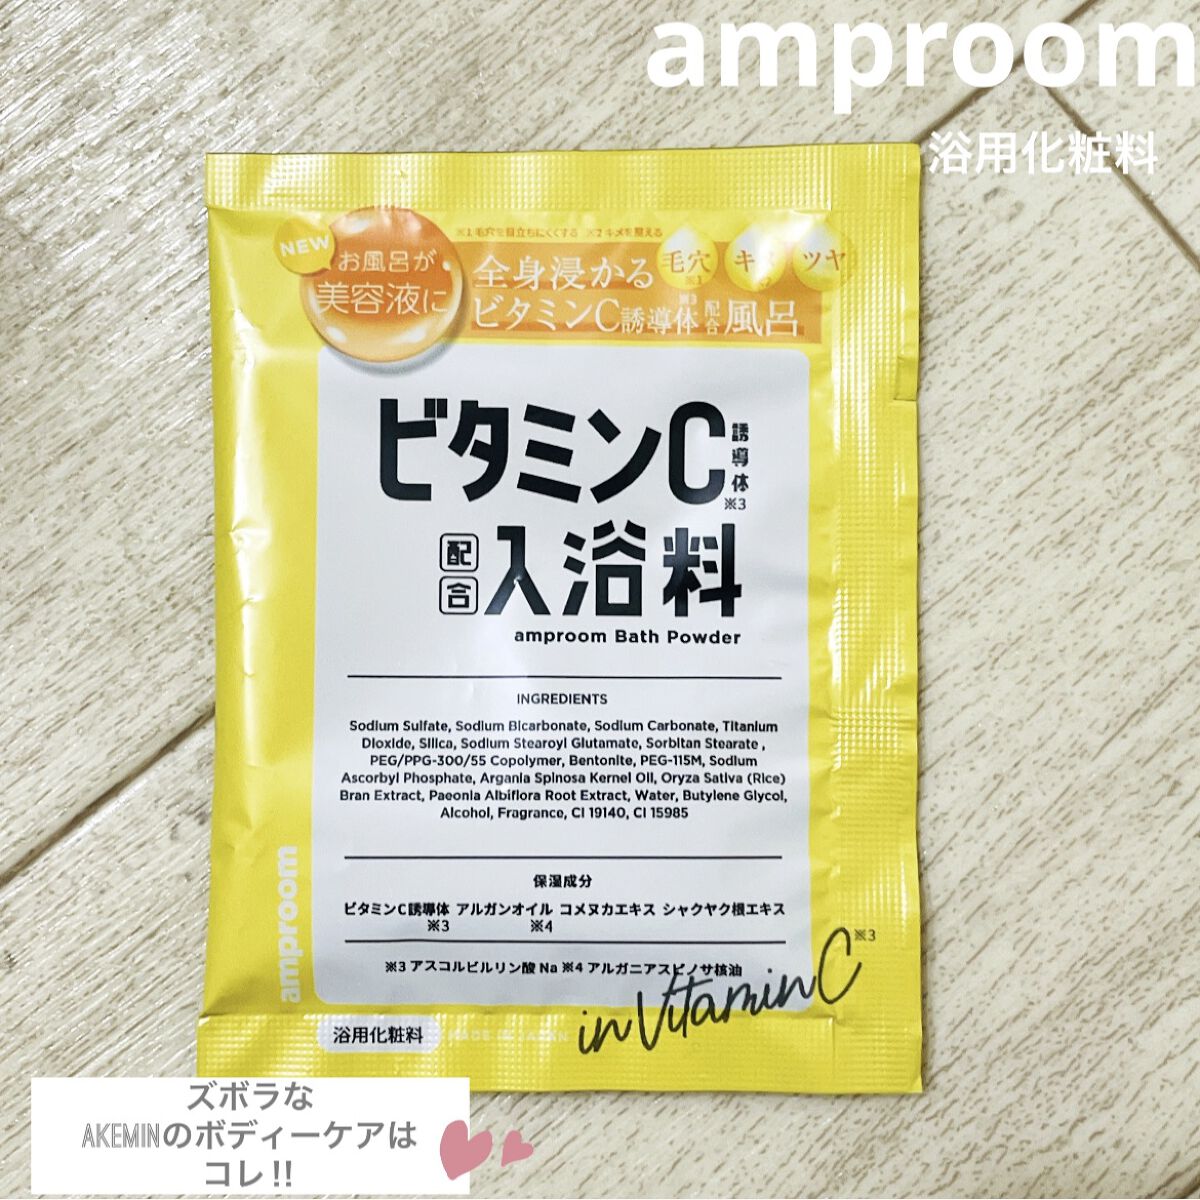 amproom
浴用化粧料
NEW
お風呂が
美容液に
※1 毛穴を目立ちにくくする ※2 キメを整える
毛穴
※1
ツヤ
全身浸かる
ビタミンC誘導体※3配合風呂
ビタミンC誘導体
※3
配合
入浴料
amproom Bath Powder
INGREDIENTS
Sodium Sulfate, Sodium Bicarbonate, Sodium Carbonate, Titanium
Dioxide, Silica, Sodium Stearoyl Glutamate, Sorbitan Stearate ,
PEG/PPG-300/55 Copolymer, Bentonite, PEG-115M, Sodium
Ascorbyl Phosphate, Argania Spinosa Kernel Oil, Oryza Sativa (Rice)
Bran Extract, Paeonia Albiflora Root Extract, Water, Butylene Glycol,
Alcohol, Fragrance, CI 19140, CI 15985
保湿成分
ビタミンC誘導体 アルガンオイル コメヌカエキス シャクヤク根エキス
※3 ※4
※3 アスコルビルリン酸 Na ※4 アルガニアスピノサ核油
in Vitamin C ※3
amproom
浴用化粧料
MADE IN JAPAN
ズボラな
AKEMINのボディーケアは
コレ!!